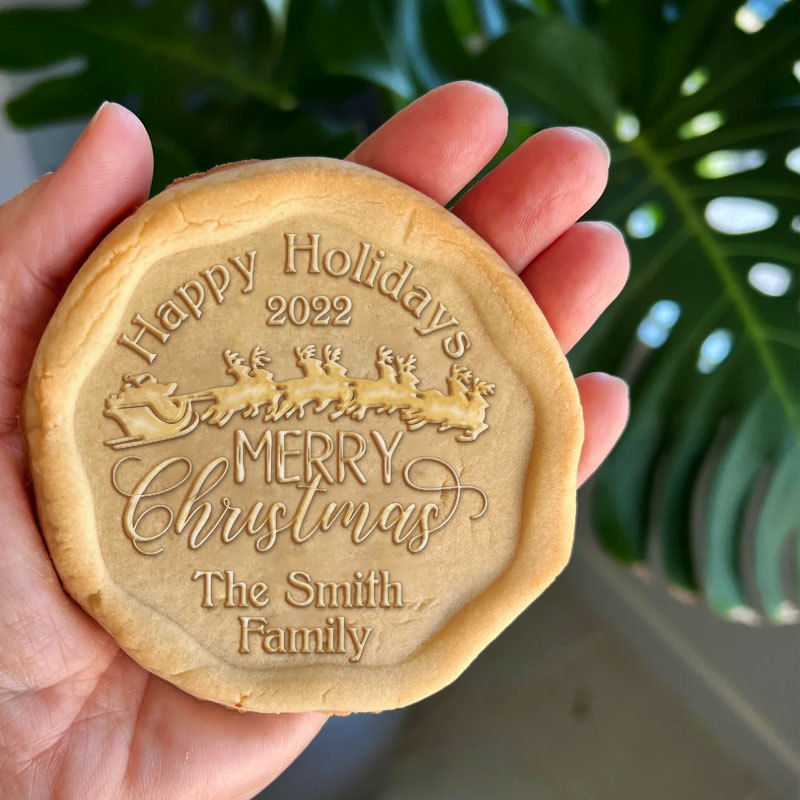 Happy Holidays
2022
MERRY
Christmas
The Smith
Family